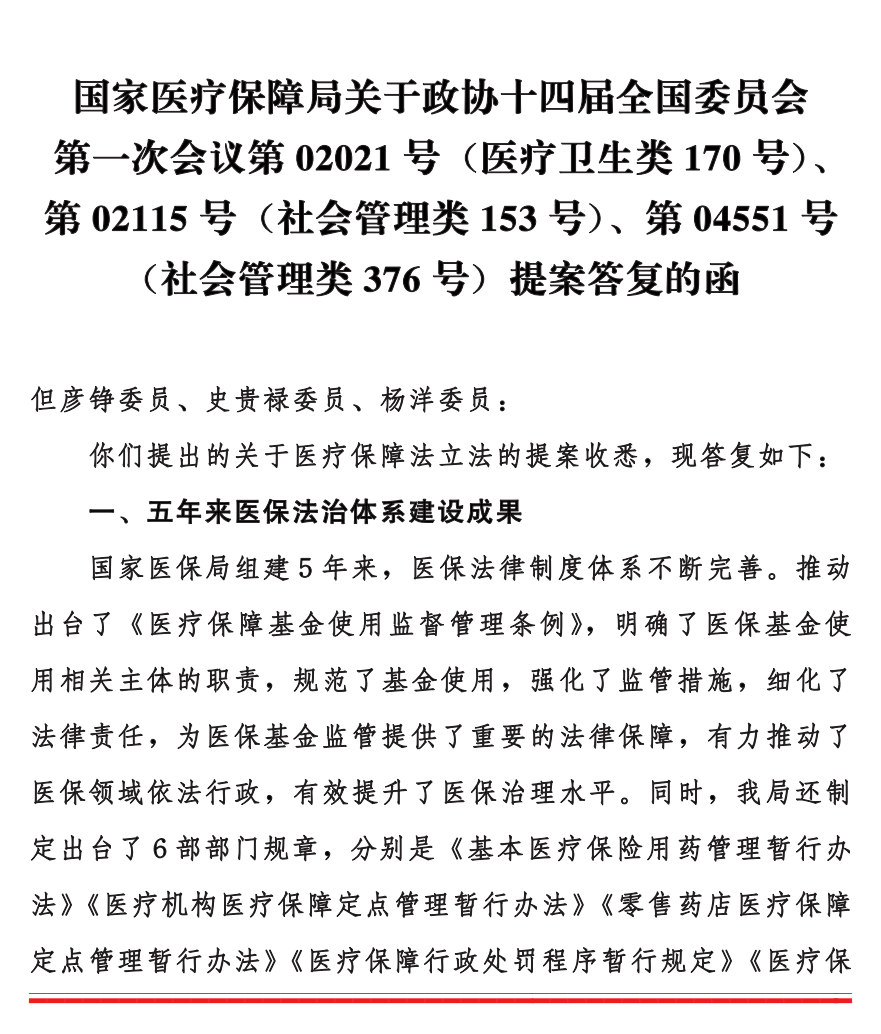 国家医疗保障局关于政协十四届全国委员会
第一次会议第 02021 号（医疗卫生类 170 号）、
第 02115 号（社会管理类 153 号）、第 04551 号
（社会管理类 376 号）提案答复的函
但彦铮委员、史贵禄委员、杨洋委员：
你们提出的关于医疗保障法立法的提案收悉，现答复如下：
一、五年来医保法治体系建设成果
国家医保局组建 5 年来，医保法律制度体系不断完善。推动
出台了《医疗保障基金使用监督管理条例》，明确了医保基金使
用相关主体的职责，规范了基金使用，强化了监管措施，细化了
法律责任，为医保基金监管提供了重要的法律保障，有力推动了
医保领域依法行政，有效提升了医保治理水平。同时，我局还制
定出台了 6 部部门规章，分别是《基本医疗保险用药管理暂行办
法》《医疗机构医疗保障定点管理暂行办法》《零售药店医疗保障
定点管理暂行办法》《医疗保障行政处罚程序暂行规定》《医疗保